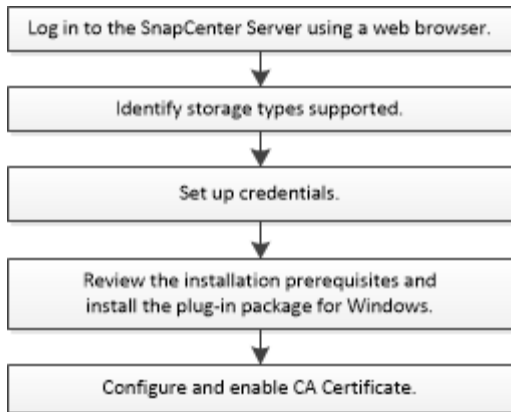 Log in to the SnapCenter Server using a web browser.
Identify storage types supported.
Set up credentials.
Review the installation prerequisites and
install the plug-in package for Windows.
Configure and enable CA Certificate.